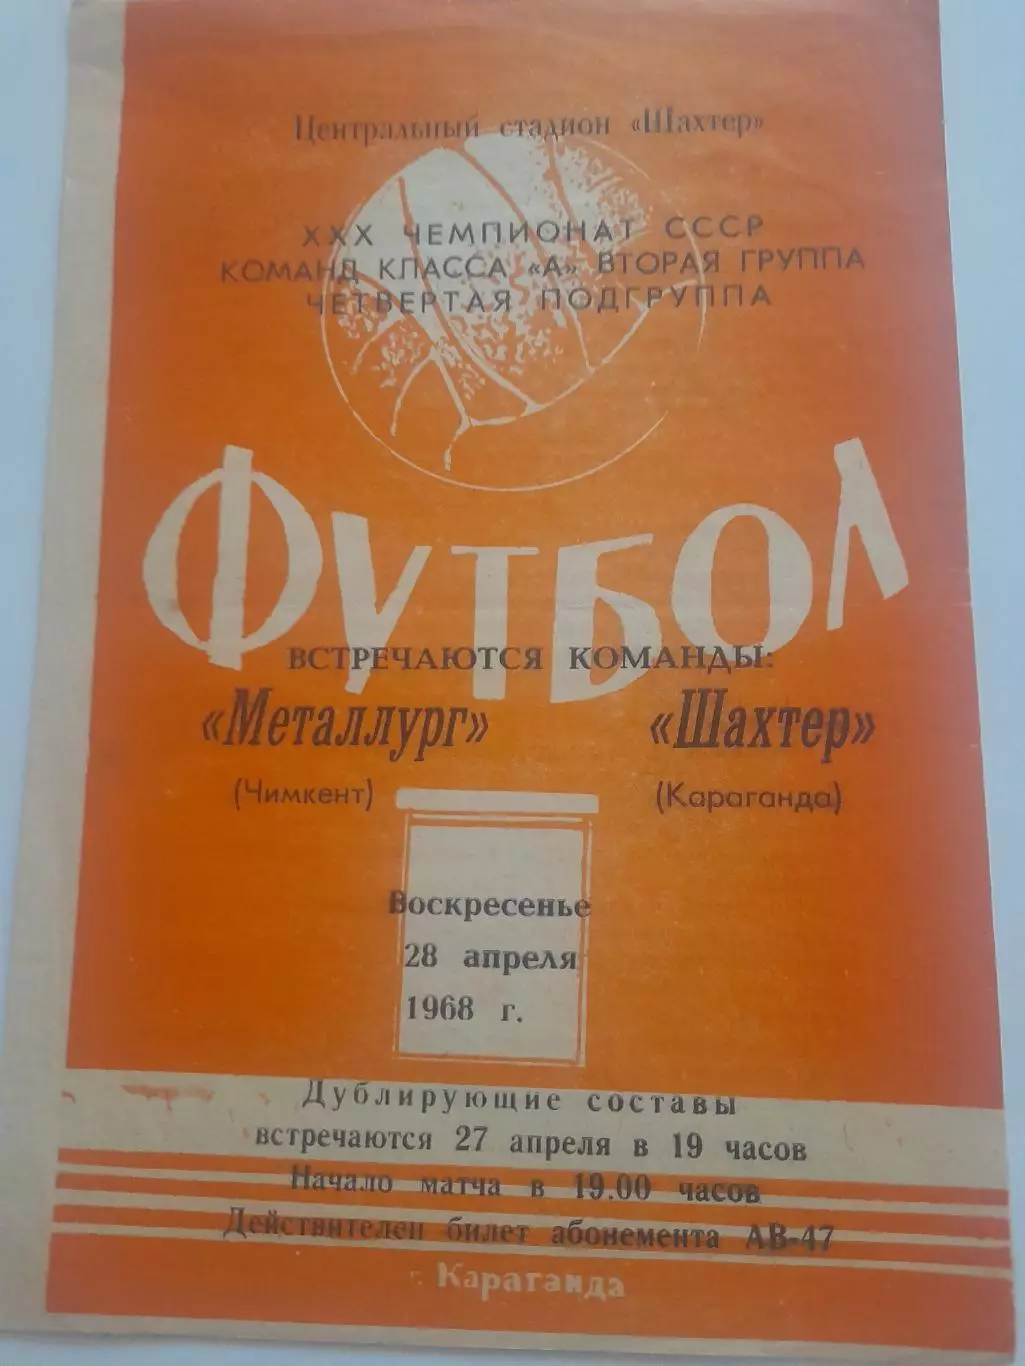 Центральный стадион «Шахтер»
XXX ЧЕМПИОНАТ СССР
КОМАНД КЛАССА «А» ВТОРАЯ ГРУППА
ЧЕТВЕРТАЯ ПОДГРУППА
ФУТБОЛ
ВСТРЕЧАЮТСЯ КОМАНДЫ:
«Металлург» «Шахтер»
(Чимкент) (Караганда)
Воскресенье
28 апреля
1968 г.
Дублирующие составы
встречаются 27 апреля в 19 часов
Начало матча в 19.00 часов
Действителен билет абонемента АВ-47
г. Караганда